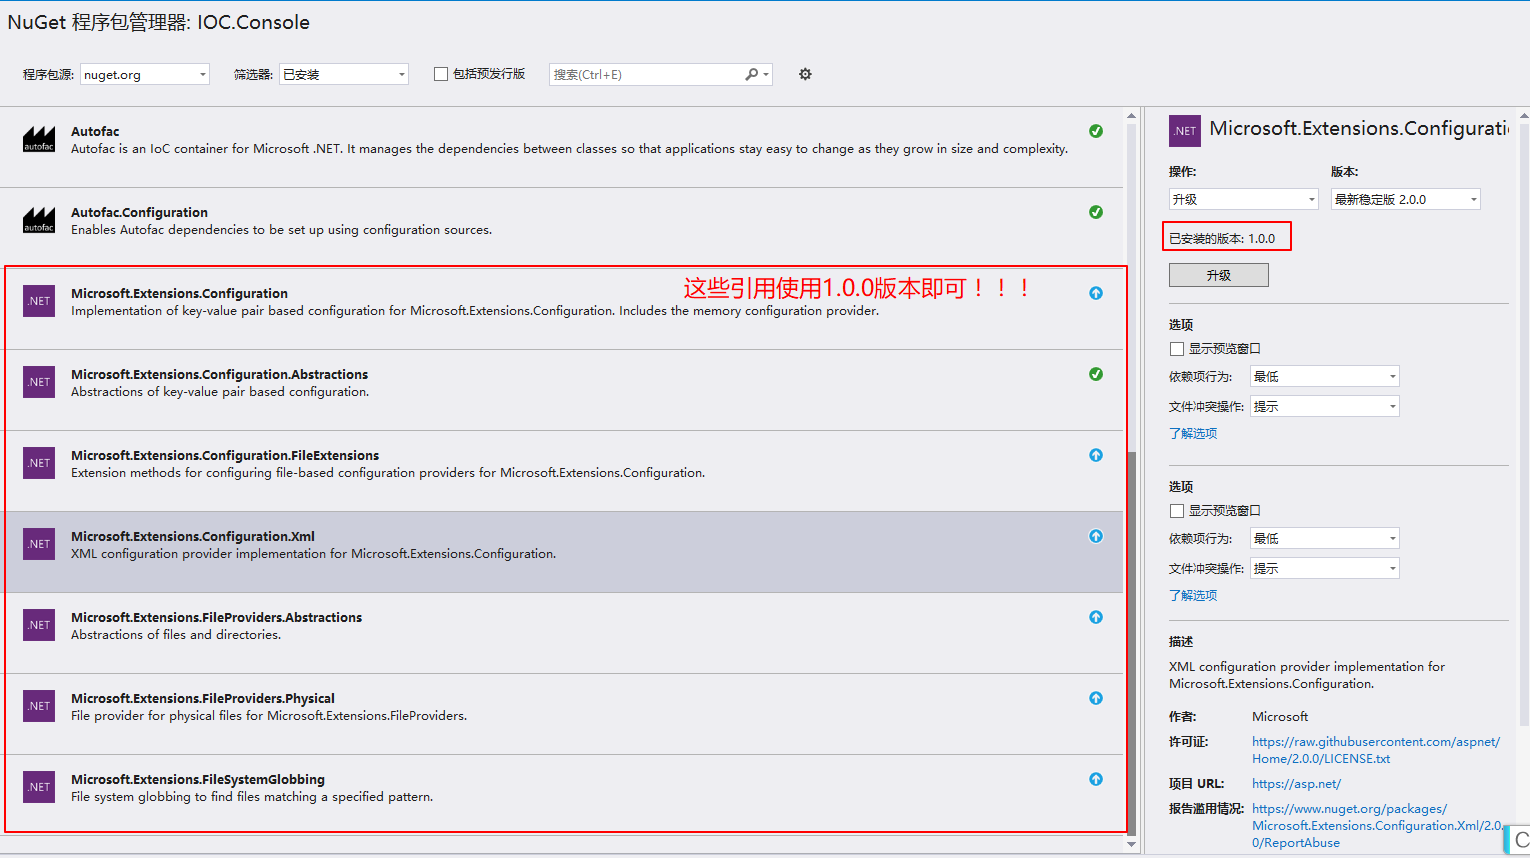 NuGet 程序包管理器: IOC.Console
程序包源: nuget.org 筛选器: 已安装 包括预发行版 搜索(Ctrl+E)
autofac
Autofac
Autofac is an IoC container for Microsoft .NET. It manages the dependencies between classes so that applications stay easy to change as they grow in size and complexity.
autofac
Autofac.Configuration
Enables Autofac dependencies to be set up using configuration sources.
这些引用使用1.0.0版本即可！！！
.NET
Microsoft.Extensions.Configuration
Implementation of key-value pair based configuration for Microsoft.Extensions.Configuration. Includes the memory configuration provider.
.NET
Microsoft.Extensions.Configuration.Abstractions
Abstractions of key-value pair based configuration.
.NET
Microsoft.Extensions.Configuration.FileExtensions
Extension methods for configuring file-based configuration providers for Microsoft.Extensions.Configuration.
.NET
Microsoft.Extensions.Configuration.Xml
XML configuration provider implementation for Microsoft.Extensions.Configuration.
.NET
Microsoft.Extensions.FileProviders.Abstractions
Abstractions of files and directories.
.NET
Microsoft.Extensions.FileProviders.Physical
File provider for physical files for Microsoft.Extensions.FileProviders.
.NET
Microsoft.Extensions.FileSystemGlobbing
File system globbing to find files matching a specified pattern.
.NET Microsoft.Extensions.Configurati
操作: 版本:
升级 最新稳定版 2.0.0
已安装的版本: 1.0.0
升级
选项
显示预览窗口
依赖项行为: 最低
文件冲突操作: 提示
了解选项
选项
显示预览窗口
依赖项行为: 最低
文件冲突操作: 提示
了解选项
描述
XML configuration provider implementation for
Microsoft.Extensions.Configuration.
作者: Microsoft
许可证: https://raw.githubusercontent.com/aspnet/
Home/2.0.0/LICENSE.txt
项目 URL: https://asp.net/
报告滥用情况: https://www.nuget.org/packages/
Microsoft.Extensions.Configuration.Xml/2.0.
0/ReportAbuse
C